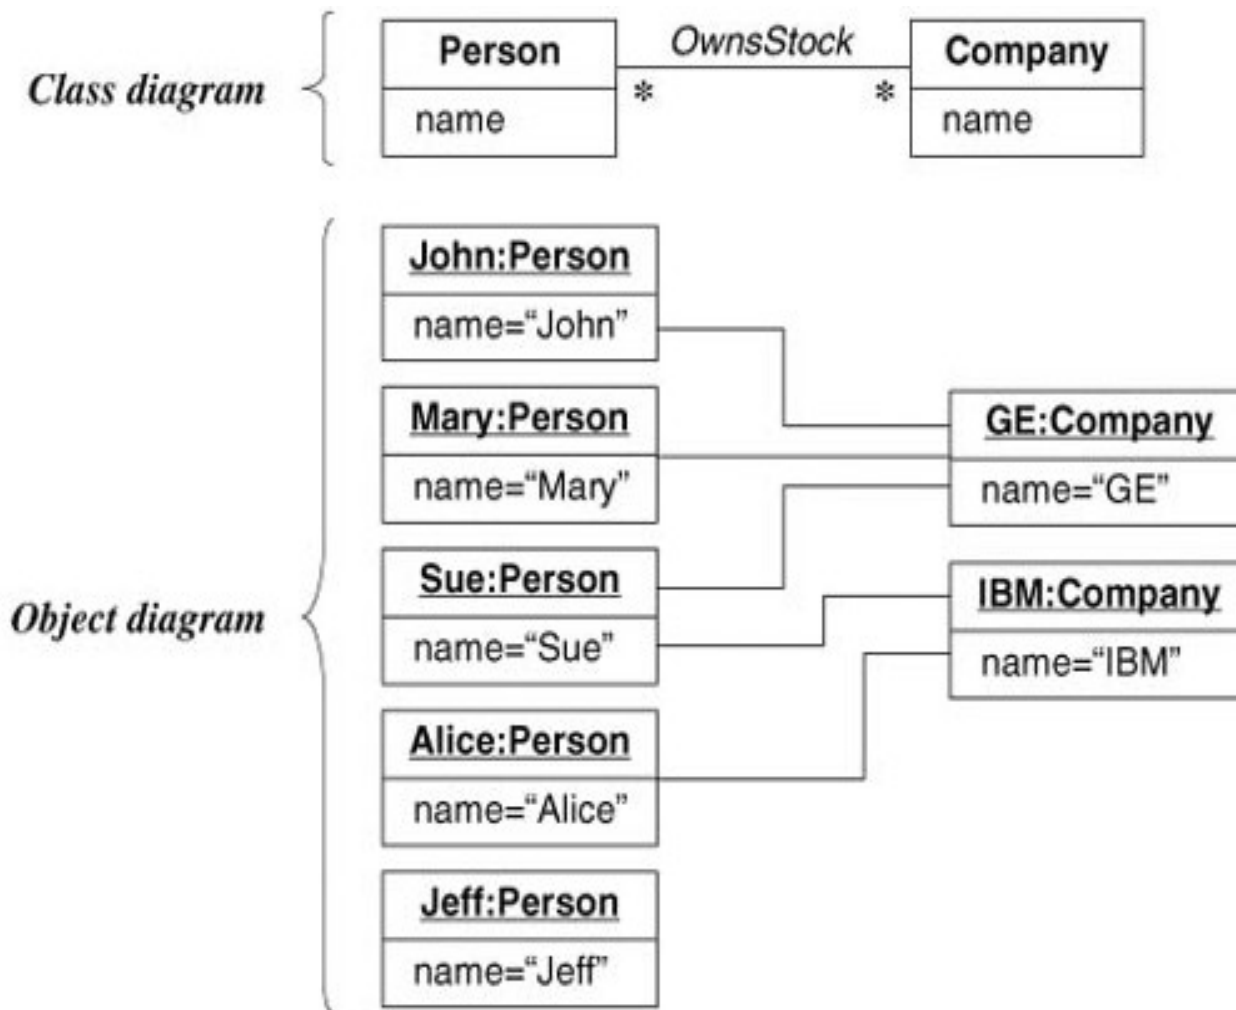 Class diagram
Person
name
OwnsStock
*
*
Company
name
Object diagram
John:Person
name=“John”
Mary:Person
name=“Mary”
Sue:Person
name=“Sue”
Alice:Person
name=“Alice”
Jeff:Person
name=“Jeff”
GE:Company
name=“GE”
IBM:Company
name=“IBM”